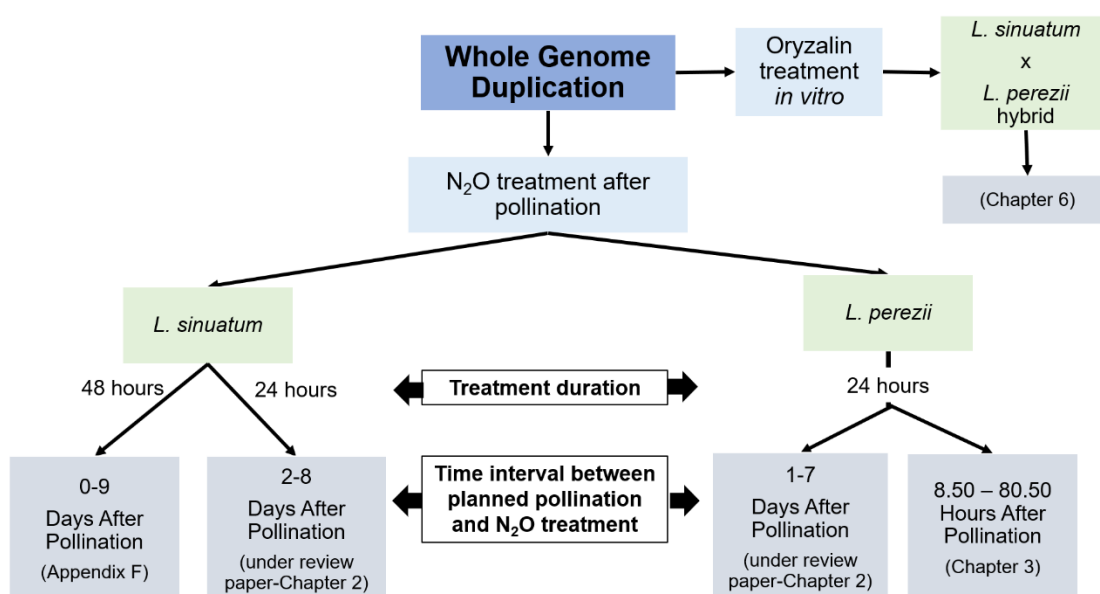 Whole Genome
Duplication
Oryzalin
treatment
in vitro
L. sinuatum
x
L. perezii
hybrid
(Chapter 6)
N₂O treatment after
pollination
L. sinuatum
L. perezii
48 hours
24 hours
Treatment duration
24 hours
0-9
Days After
Pollination
(Appendix F)
2-8
Days After
Pollination
(under review
paper-Chapter 2)
Time interval between
planned pollination
and N₂O treatment
1-7
Days After
Pollination
(under review
paper-Chapter 2)
8.50 – 80.50
Hours After
Pollination
(Chapter 3)